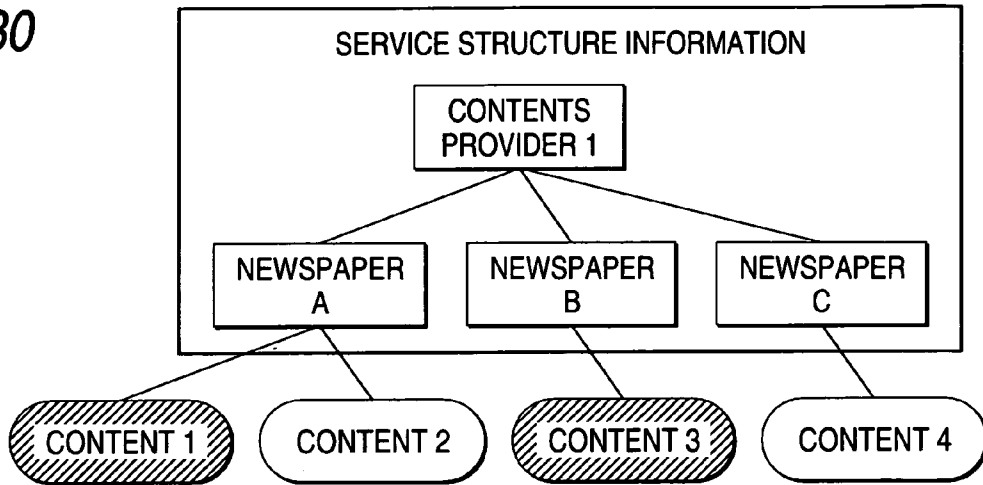 30
SERVICE STRUCTURE INFORMATION
CONTENTS
PROVIDER 1
NEWSPAPER
A
NEWSPAPER
B
NEWSPAPER
C
CONTENT 1
CONTENT 2
CONTENT 3
CONTENT 4